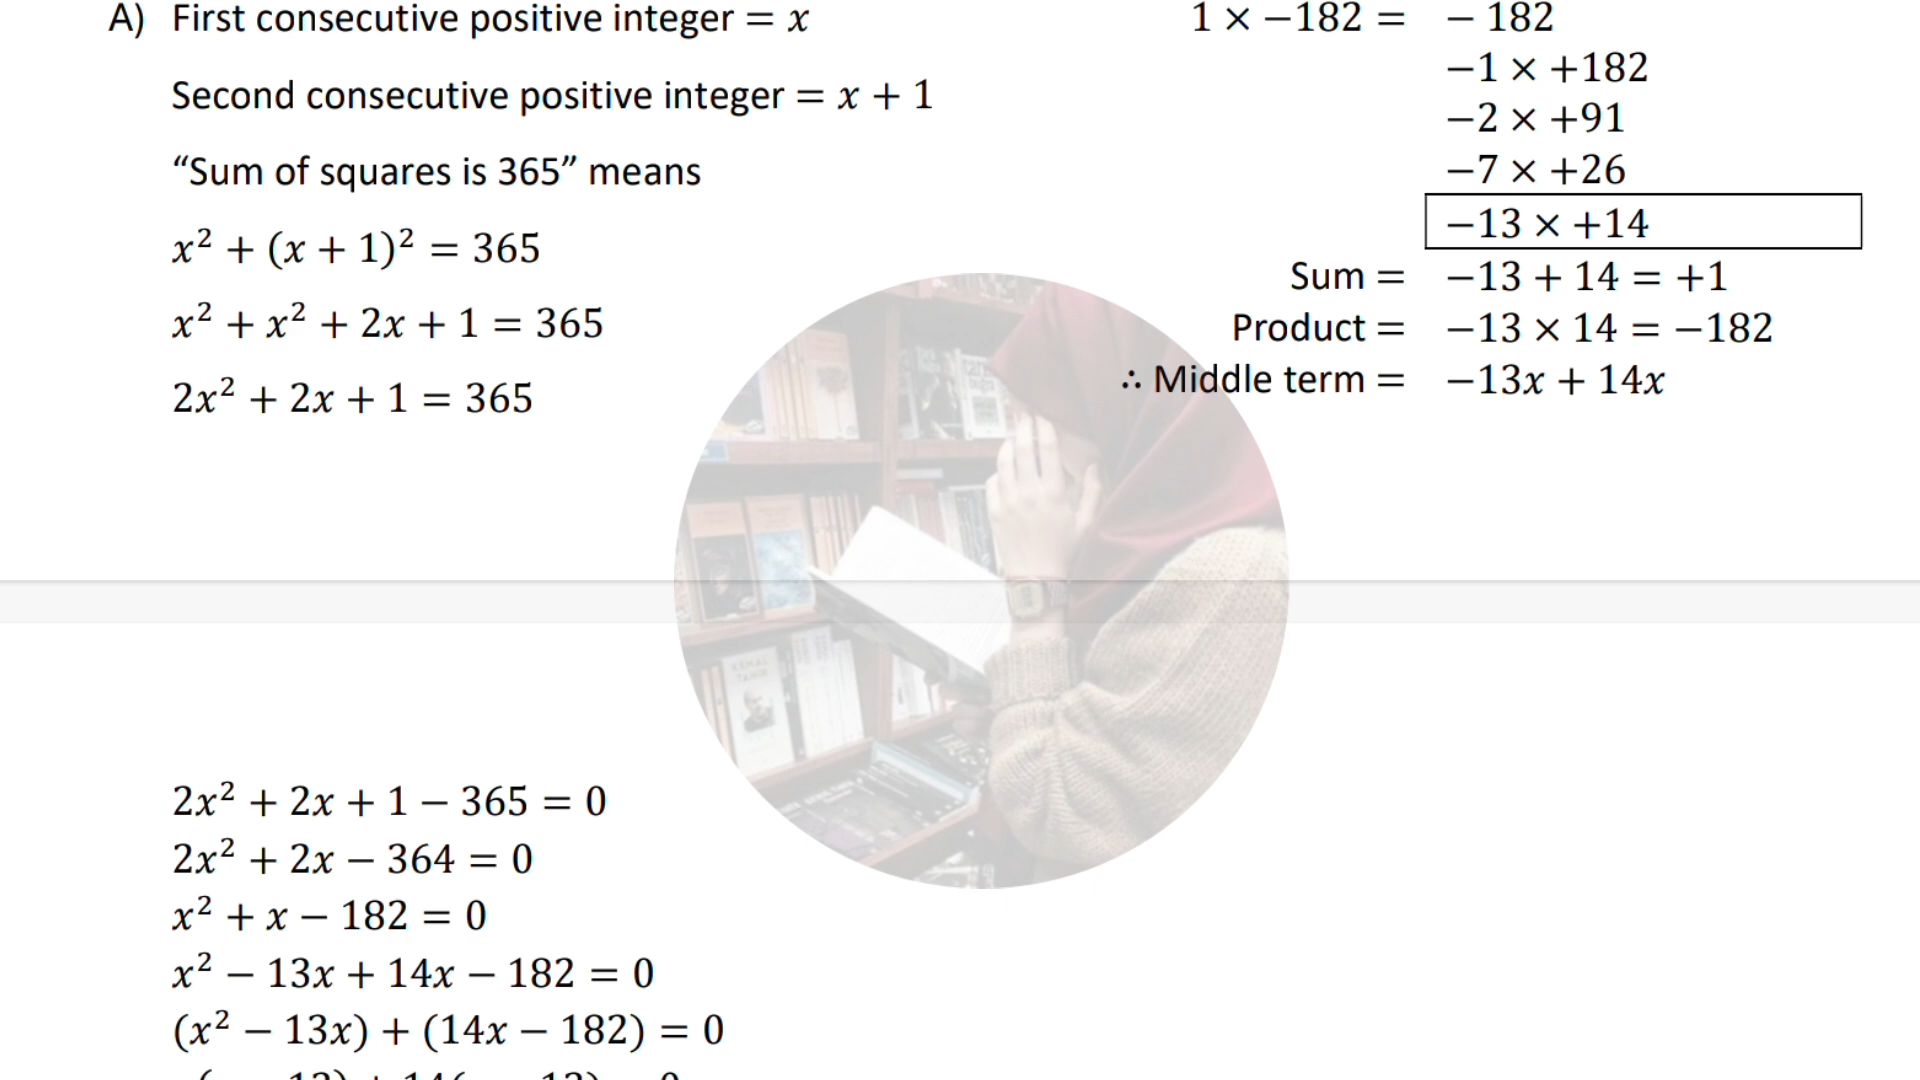 A) First consecutive positive integer = x
Second consecutive positive integer = x + 1
“Sum of squares is 365” means
x² + (x + 1)² = 365
x² + x² + 2x + 1 = 365
2x² + 2x + 1 = 365
1 × −182 = − 182
−1 × +182
−2 × +91
−7 × +26
−13 × +14
Sum = −13 + 14 = +1
Product = −13 × 14 = −182
∴ Middle term = −13x + 14x
KEMAL
TAHIR
2x² + 2x + 1 − 365 = 0
2x² + 2x − 364 = 0
x² + x − 182 = 0
x² − 13x + 14x − 182 = 0
(x² − 13x) + (14x − 182) = 0